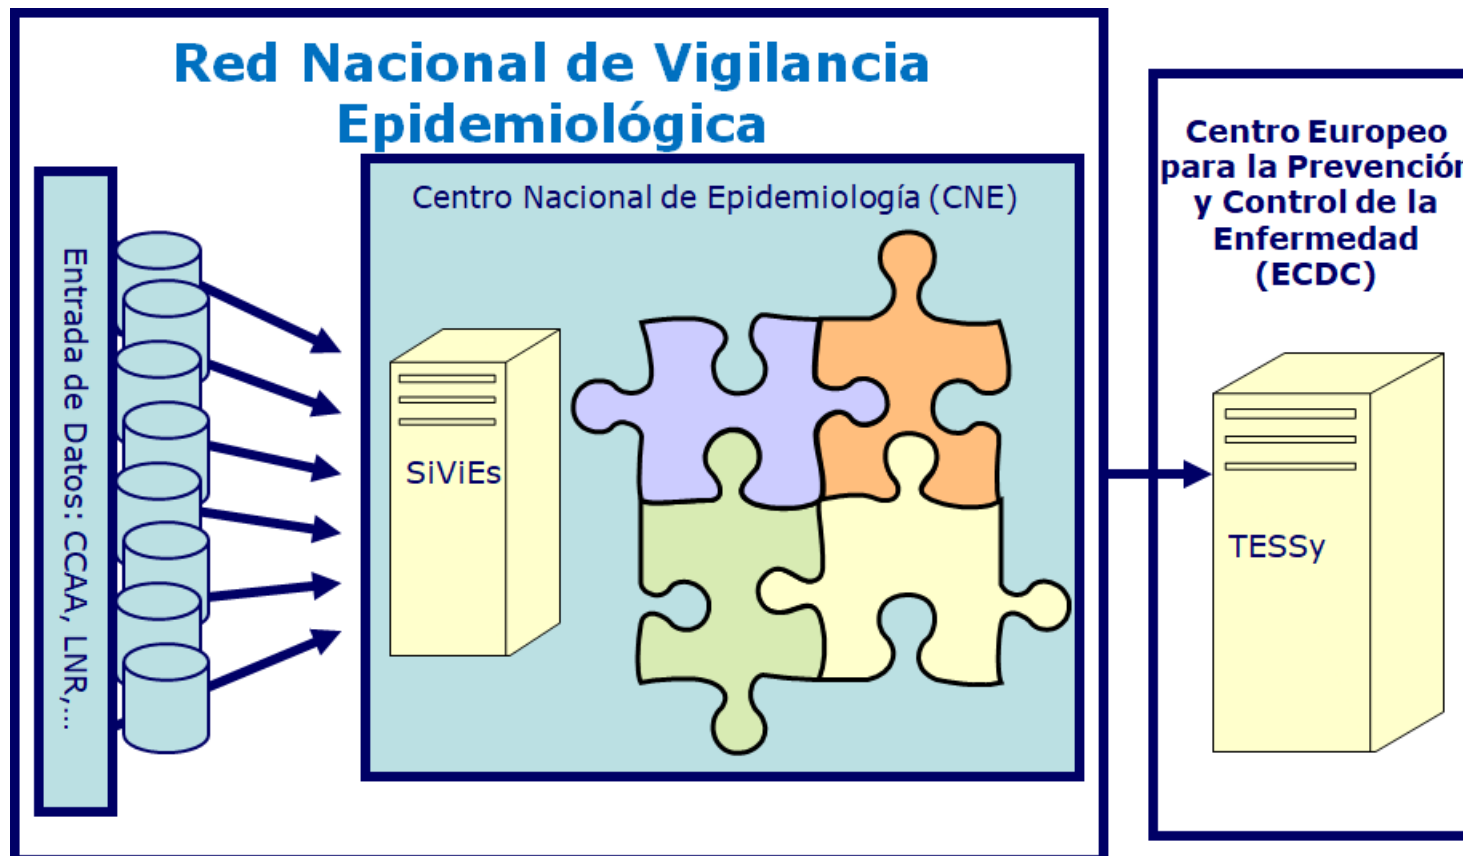 Red Nacional de Vigilancia
Epidemiológica
Entrada de Datos: CCAA, LNR,...
Centro Nacional de Epidemiología (CNE)
SiViEs
Centro Europeo
para la Prevención
y Control de la
Enfermedad
(ECDC)
TESSy